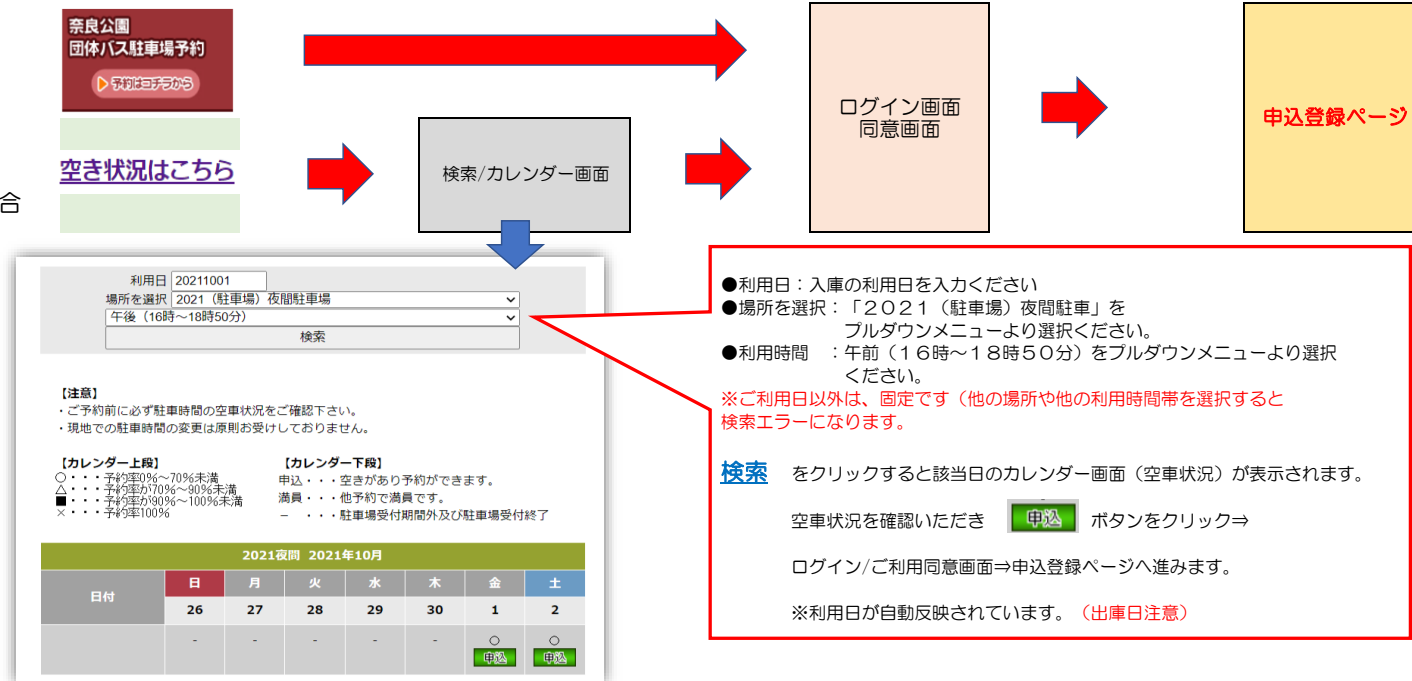 奈良公園
団体バス駐車場予約
予約はコチラから
空き状況はこちら
合
検索/カレンダー画面
ログイン画面
同意画面
申込登録ページ
利用日 20211001
場所を選択 2021（駐車場）夜間駐車場
午後（16時～18時50分）
検索
【注意】
・ご予約前に必ず駐車時間の空車状況をご確認下さい。
・現地での駐車時間の変更は原則お受けしておりません。
【カレンダー上段】
○・・・予約率0%～70%未満
△・・・予約率が70%～90%未満
■・・・予約率が90%～100%未満
×・・・予約率100%
【カレンダー下段】
申込・・・空きがあり予約ができます。
満員・・・他予約で満員です。
－ ・・・駐車場受付期間外及び駐車場受付終了
2021夜間 2021年10月
日付 日 月 火 水 木 金 土
26 27 28 29 30 1 2
- - - - - ○ ○
申込 申込
●利用日：入庫の利用日を入力ください
●場所を選択：「２０２１（駐車場）夜間駐車」を
プルダウンメニューより選択ください。
●利用時間 ：午前（１６時～１８時５０分）をプルダウンメニューより選択
ください。
※ご利用日以外は、固定です（他の場所や他の利用時間帯を選択すると
検索エラーになります。
検索 をクリックすると該当日のカレンダー画面（空車状況）が表示されます。
空車状況を確認いただき 申込 ボタンをクリック⇒
ログイン/ご利用同意画面⇒申込登録ページへ進みます。
※利用日が自動反映されています。（出庫日注意）